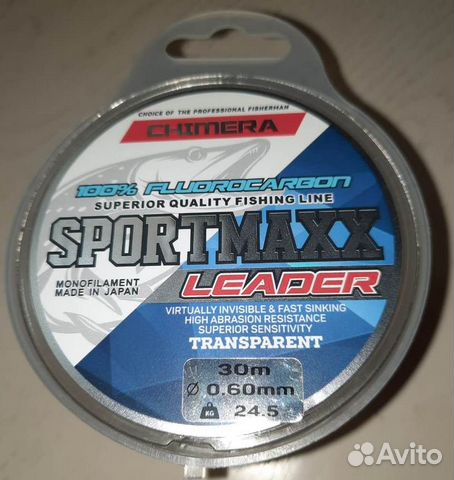 CHOICE OF THE PROFESSIONAL FISHERMAN
CHIMERA
100% FLUOROCARBON
SUPERIOR QUALITY FISHING LINE
SPORTMAXX
LEADER
MONOFILAMENT
MADE IN JAPAN
VIRTUALLY INVISIBLE & FAST SINKING
HIGH ABRASION RESISTANCE
SUPERIOR SENSITIVITY
TRANSPARENT
30m
Ø 0.60mm
KG 24.5
Avito